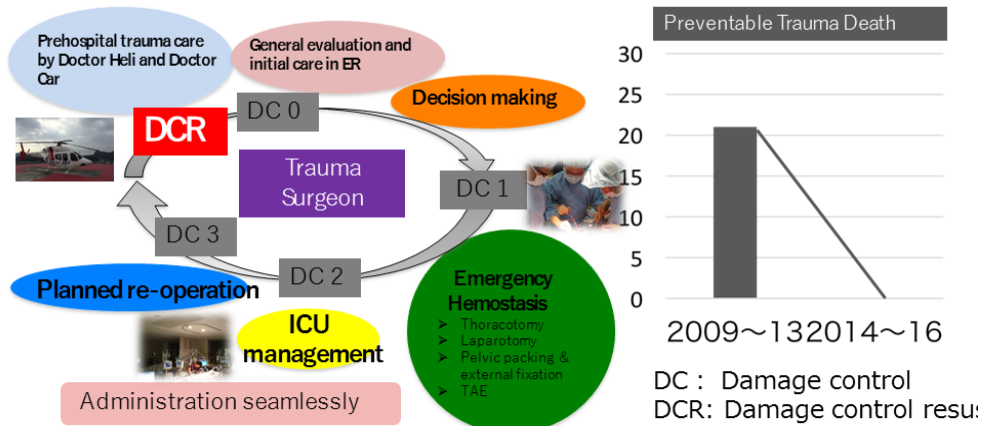 Prehospital trauma care
by Doctor Heli and Doctor
Car
General evaluation and
initial care in ER
Decision making
DCR
DC 0
Trauma
Surgeon
DC 1
DC 3
DC 2
Planned re-operation
ICU
management
Emergency
Hemostasis
➤ Thoracotomy
➤ Laparotomy
➤ Pelvic packing &
external fixation
➤ TAE
Administration seamlessly
Preventable Trauma Death
30
25
20
15
10
5
0
2009～13 2014～16
DC : Damage control
DCR: Damage control resus